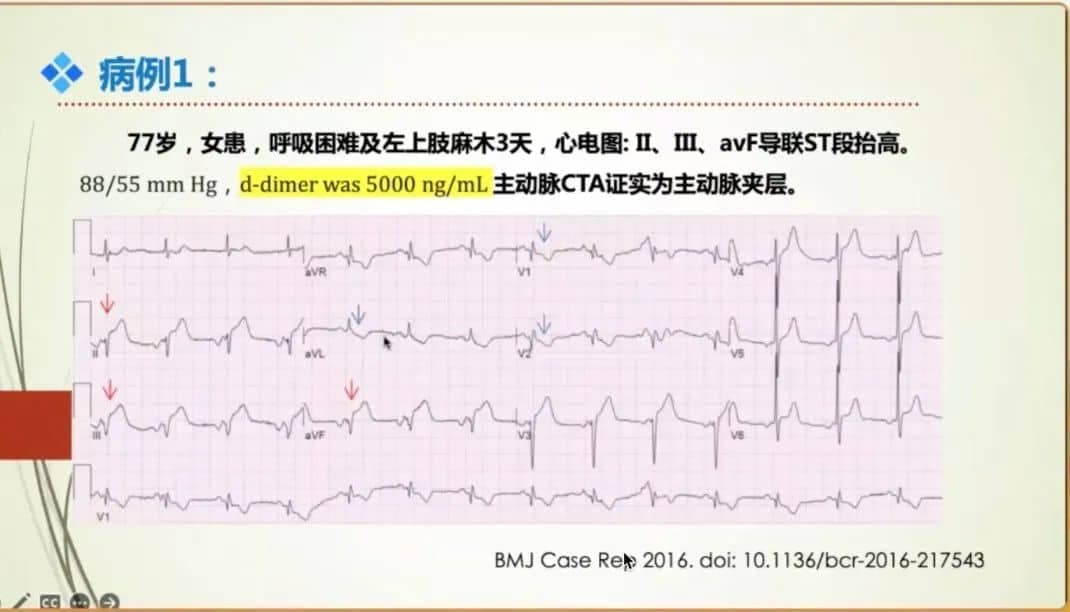 病例1：
77岁，女患，呼吸困难及左上肢麻木3天，心电图: II、III、avF导联ST段抬高。
88/55 mm Hg，d-dimer was 5000 ng/mL 主动脉CTA证实为主动脉夹层。
I aVR V1 V4
II aVL V2 V5
III aVF V3 V6
V1
BMJ Case Rep 2016. doi: 10.1136/bcr-2016-217543
CC